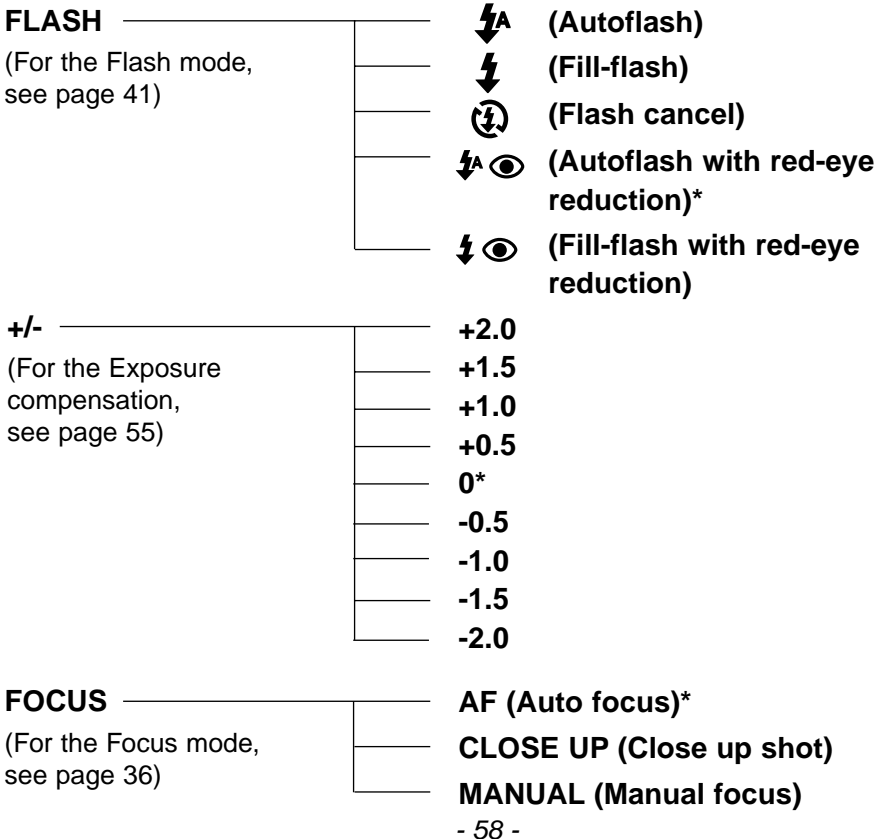 FLASH
(For the Flash mode,
see page 41)
A (Autoflash)
(Fill-flash)
(Flash cancel)
A (Autoflash with red-eye
reduction)*
(Fill-flash with red-eye
reduction)
+/-
(For the Exposure
compensation,
see page 55)
+2.0
+1.5
+1.0
+0.5
0*
-0.5
-1.0
-1.5
-2.0
FOCUS
(For the Focus mode,
see page 36)
AF (Auto focus)*
CLOSE UP (Close up shot)
MANUAL (Manual focus)
- 58 -